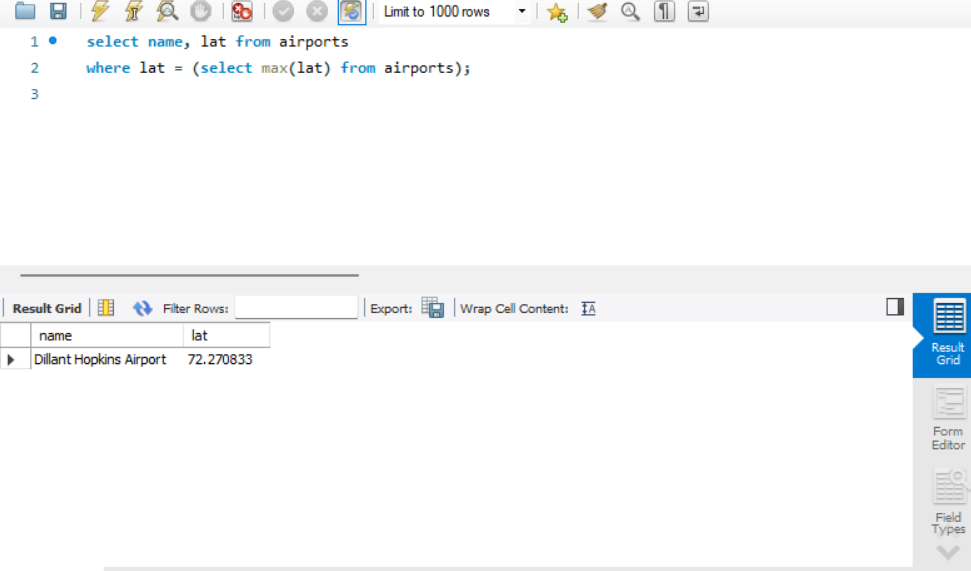 Limit to 1000 rows
1 select name, lat from airports
2 where lat = (select max(lat) from airports);
3
Result Grid Filter Rows: Export: Wrap Cell Content: IA
name lat
Dillant Hopkins Airport 72.270833
Result
Grid
Form
Editor
Field
Types